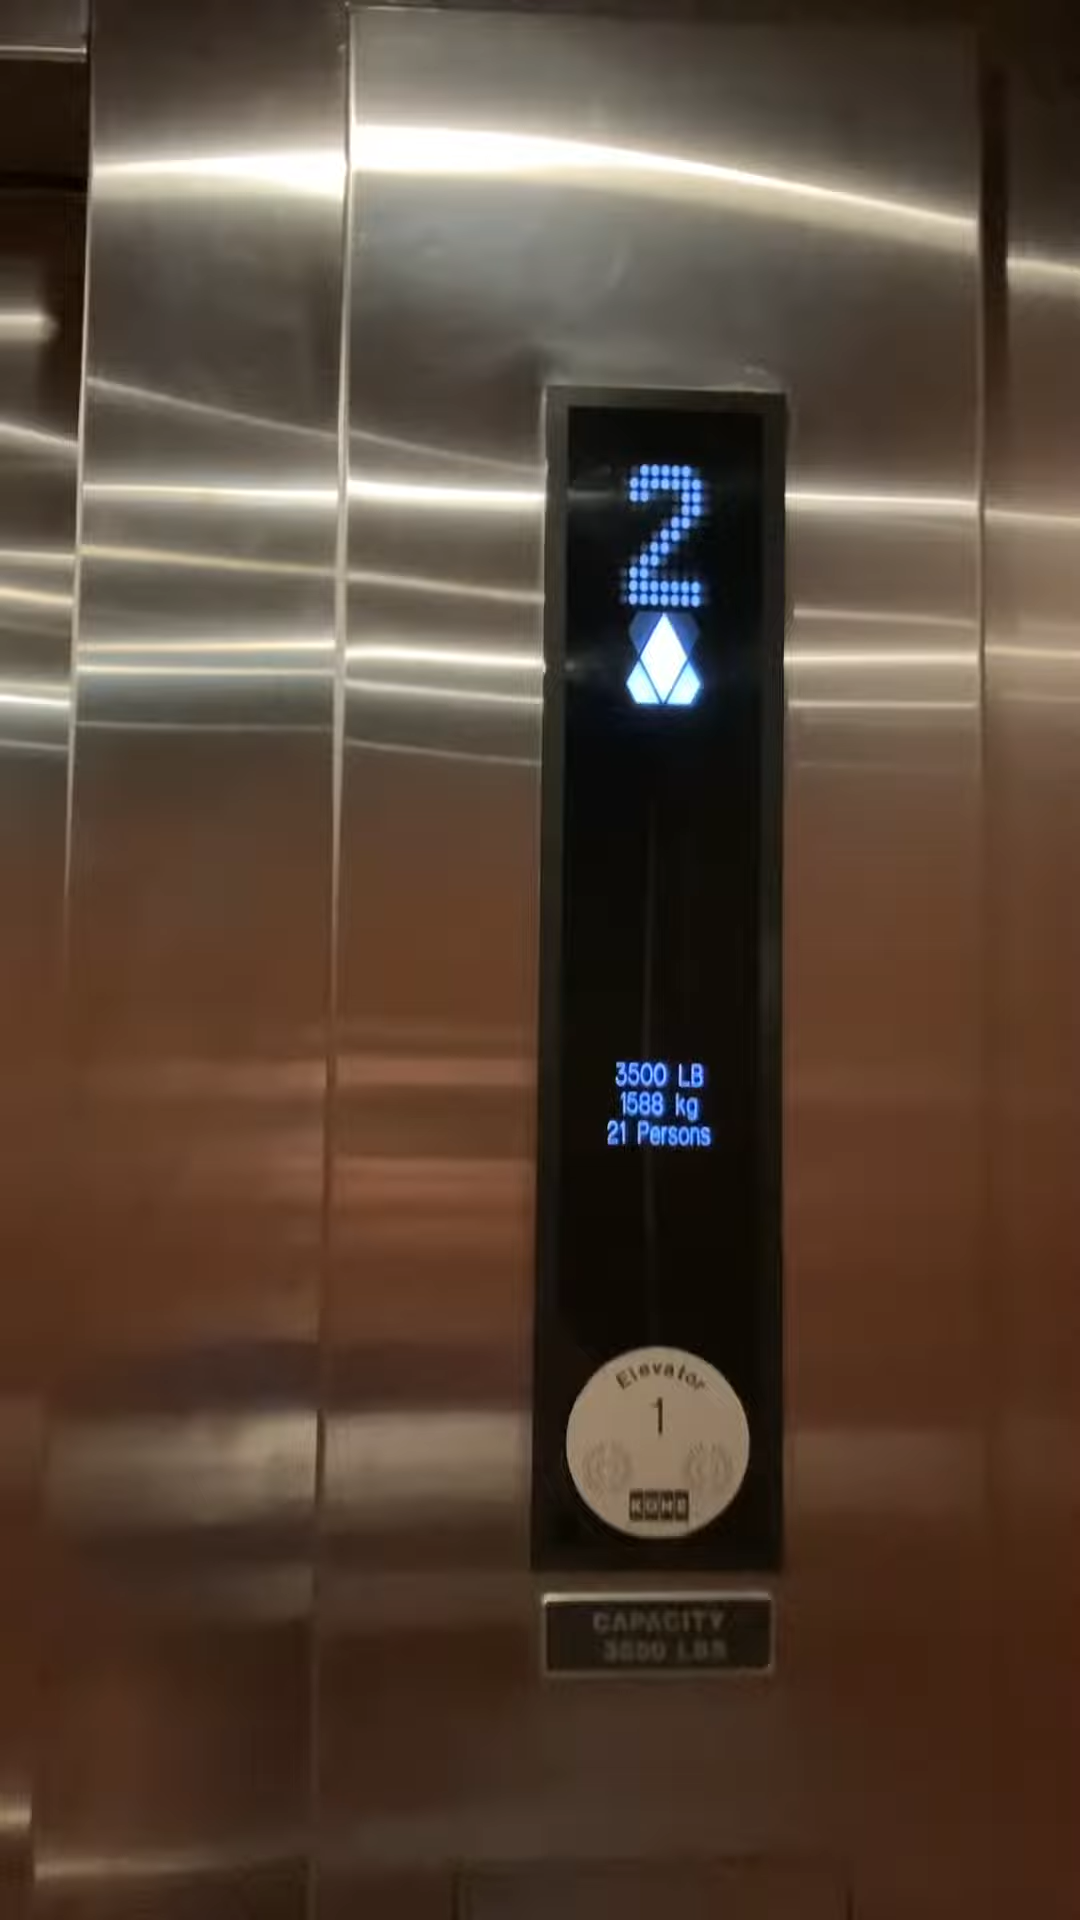 2
3500 LB
1588 kg
21 Persons
Elevator
1
KONE
CAPACITY
3500 LBS